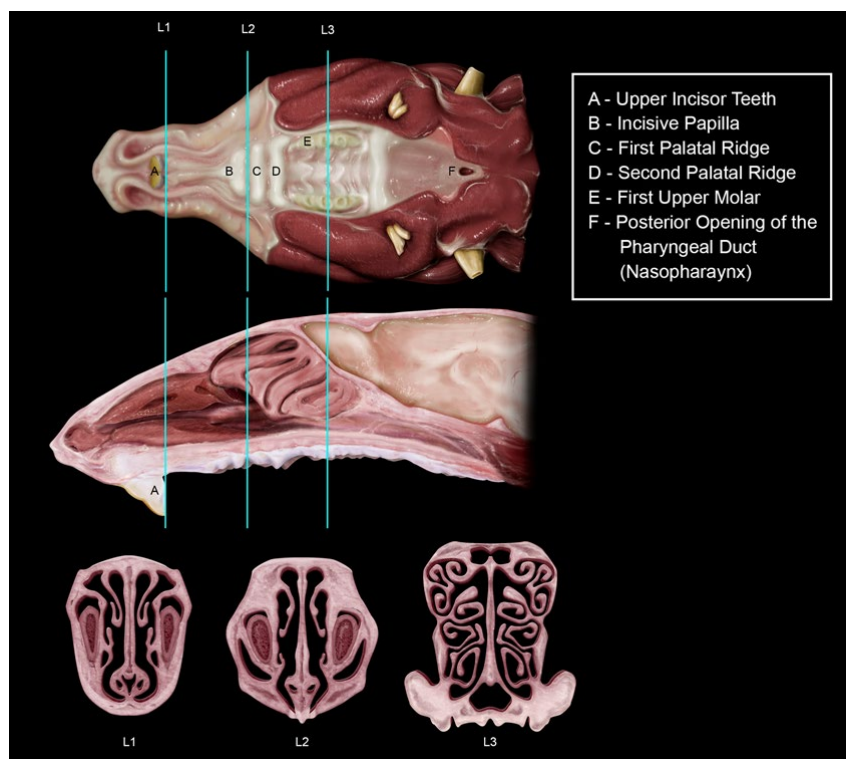 L1 L2 L3
A B C D E F
A - Upper Incisor Teeth
B - Incisive Papilla
C - First Palatal Ridge
D - Second Palatal Ridge
E - First Upper Molar
F - Posterior Opening of the
Pharyngeal Duct
(Nasopharaynx)
A
L1 L2 L3